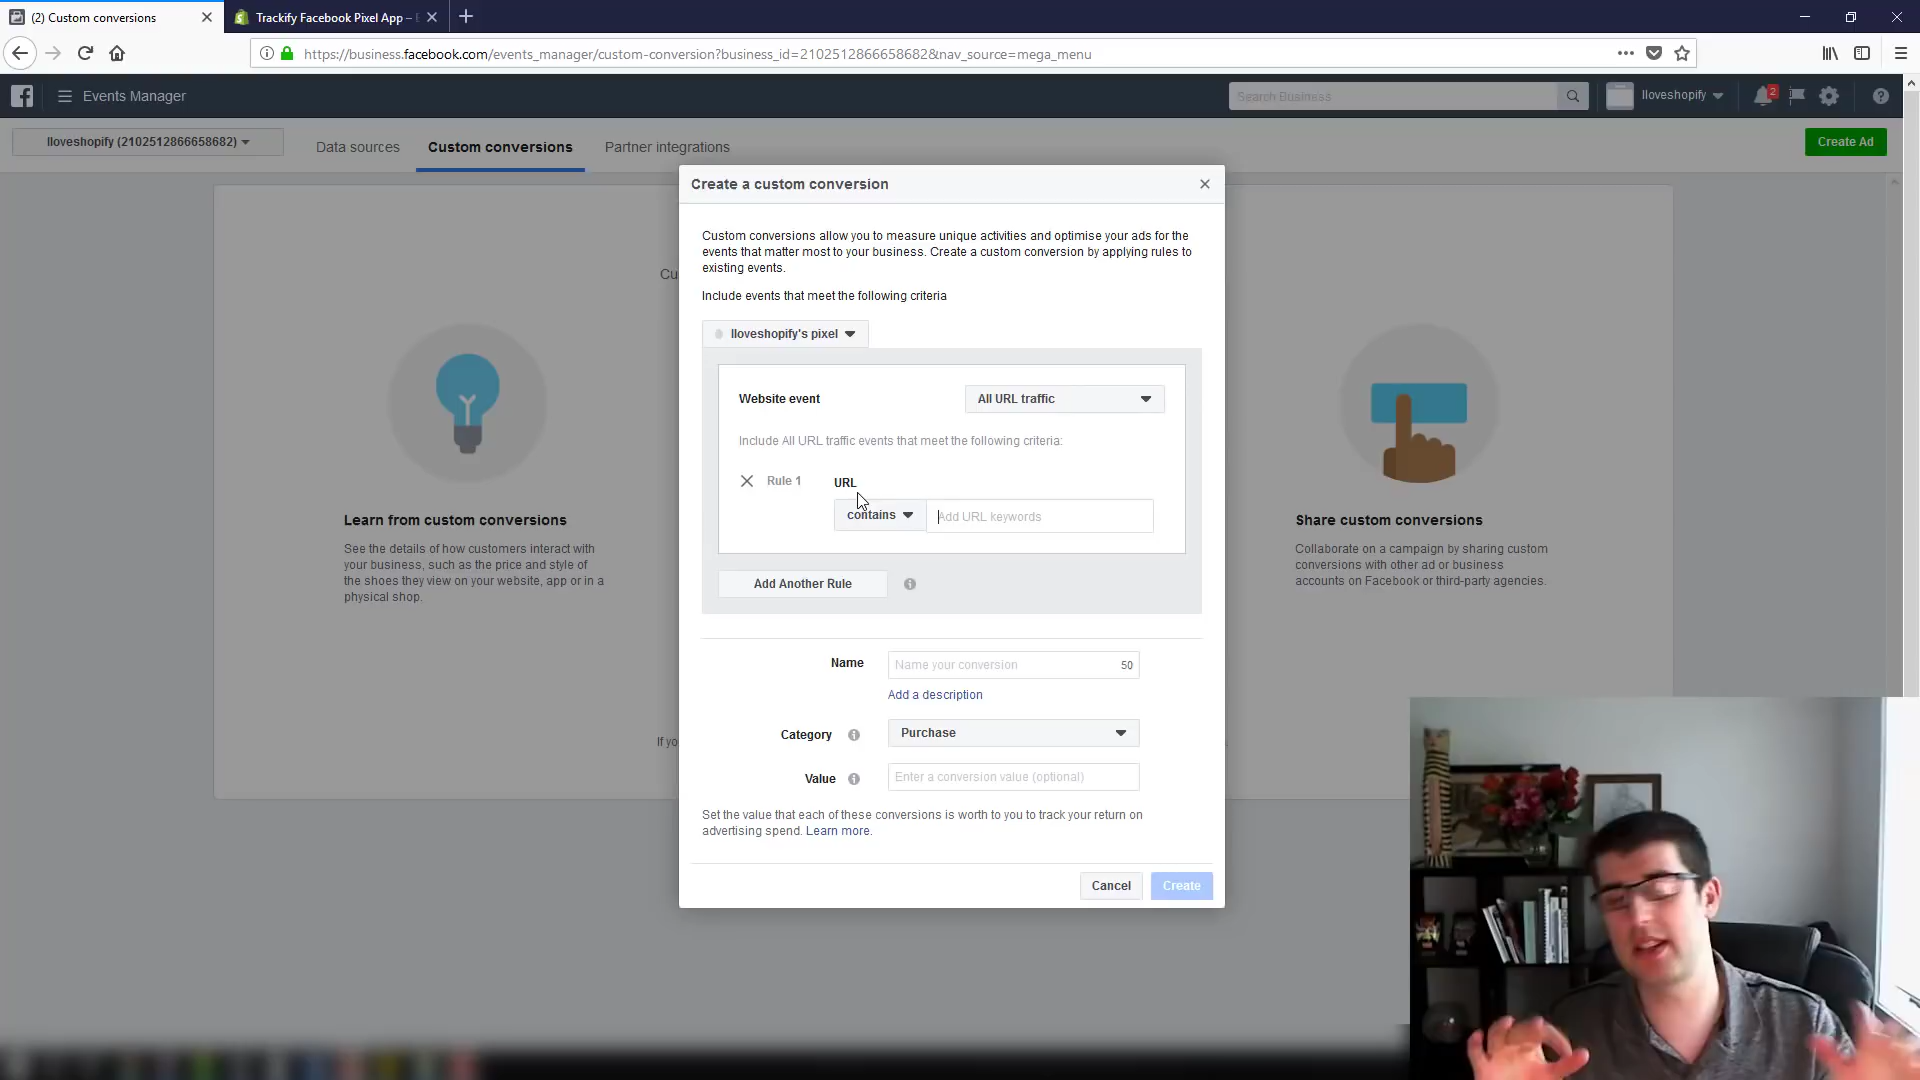 (2) Custom conversions
Trackify Facebook Pixel App –
https://business.facebook.com/events_manager/custom-conversion?business_id=2102512866658682&nav_source=mega_menu
Events Manager
Search Business
Iloveshopify
2
Iloveshopify (2102512866658682)
Data sources
Custom conversions
Partner integrations
Create Ad
Create a custom conversion
Custom conversions allow you to measure unique activities and optimise your ads for the
events that matter most to your business. Create a custom conversion by applying rules to
existing events.
Include events that meet the following criteria
Iloveshopify's pixel
Website event
All URL traffic
Include All URL traffic events that meet the following criteria:
Rule 1
URL
contains
Add URL keywords
Add Another Rule
Name
Name your conversion
50
Add a description
Category
Purchase
Value
Enter a conversion value (optional)
Set the value that each of these conversions is worth to you to track your return on
advertising spend. Learn more.
Cancel
Create
Learn from custom conversions
See the details of how customers interact with
your business, such as the price and style of
the shoes they view on your website, app or in a
physical shop.
Share custom conversions
Collaborate on a campaign by sharing custom
conversions with other ad or business
accounts on Facebook or third-party agencies.